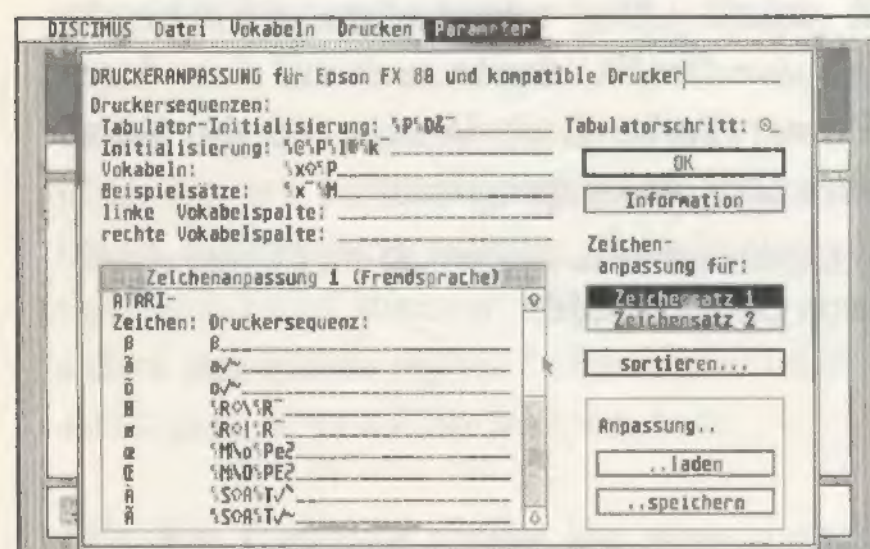 DISCIMUS Datei Vokabeln Drucken Parameter
DRUCKERANPASSUNG für Epson FX 80 und kompatible Drucker
Druckersequenzen:
Tabulator-Initialisierung:
Tabulatorschritt:
Initialisierung:
Vokabeln:
Beispielsätze:
linke Vokabelspalte:
rechte Vokabelspalte:
OK
Information
Zeichen-
anpassung für:
Zeichensatz 1
Zeichensatz 2
sortieren...
Anpassung..
..laden
..speichern
Zeichenanpassung 1 (Fremdsprache)
ATARI-
Zeichen: Druckersequenz:
β β
ã a√~
õ o√~
œ
Œ
À
Ã